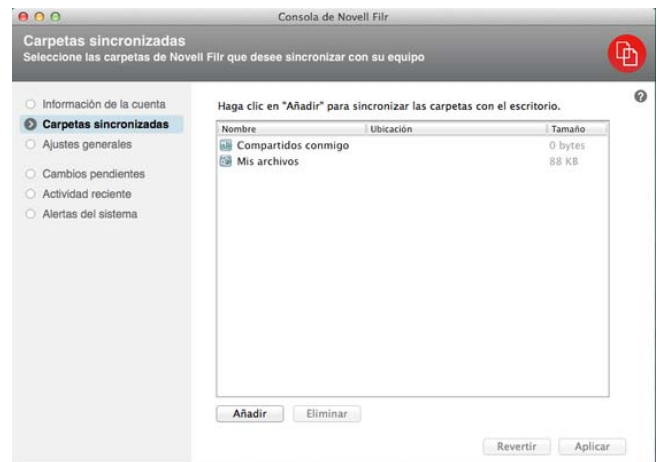 Consola de Novell Filr
Carpetas sincronizadas
Seleccione las carpetas de Novell Filr que desee sincronizar con su equipo
Información de la cuenta
Carpetas sincronizadas
Ajustes generales
Cambios pendientes
Actividad reciente
Alertas del sistema
?
Haga clic en "Añadir" para sincronizar las carpetas con el escritorio.
Nombre Ubicación Tamaño
Compartidos conmigo 0 bytes
Mis archivos 88 KB
Añadir Eliminar
Revertir Aplicar